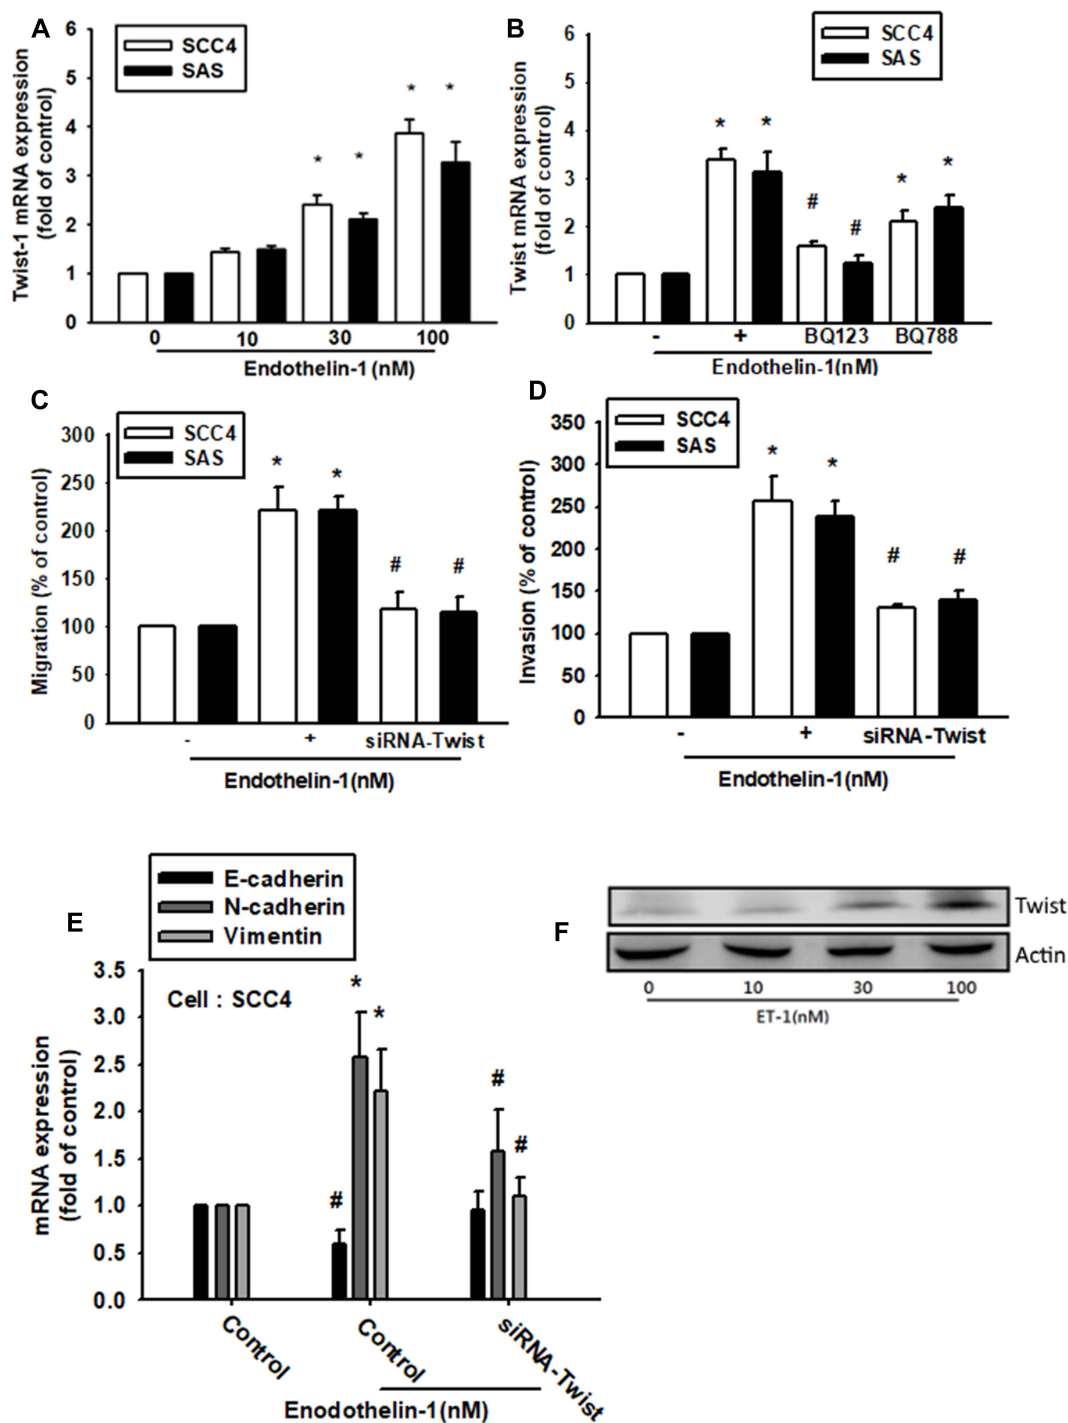 A
SCC4
SAS
Twist-1 mRNA expression
(fold of control)
6
5
4
3
2
1
0
* * * *
0 10 30 100
Endothelin-1 (nM)
B
SCC4
SAS
Twist mRNA expression
(fold of control)
6
5
4
3
2
1
0
* * # # * *
- + BQ123 BQ788
Endothelin-1(nM)
C
SCC4
SAS
Migration (% of control)
300
250
200
150
100
50
0
* * # #
- + siRNA-Twist
Endothelin-1(nM)
D
SCC4
SAS
Invasion (% of control)
350
300
250
200
150
100
50
0
* * # #
- + siRNA-Twist
Endothelin-1(nM)
E
E-cadherin
N-cadherin
Vimentin
Cell : SCC4
mRNA expression
(fold of control)
3.5
3.0
2.5
2.0
1.5
1.0
0.5
0.0
# * * # #
Control Control siRNA-Twist
Enodothelin-1(nM)
F
Twist
Actin
0 10 30 100
ET-1(nM)